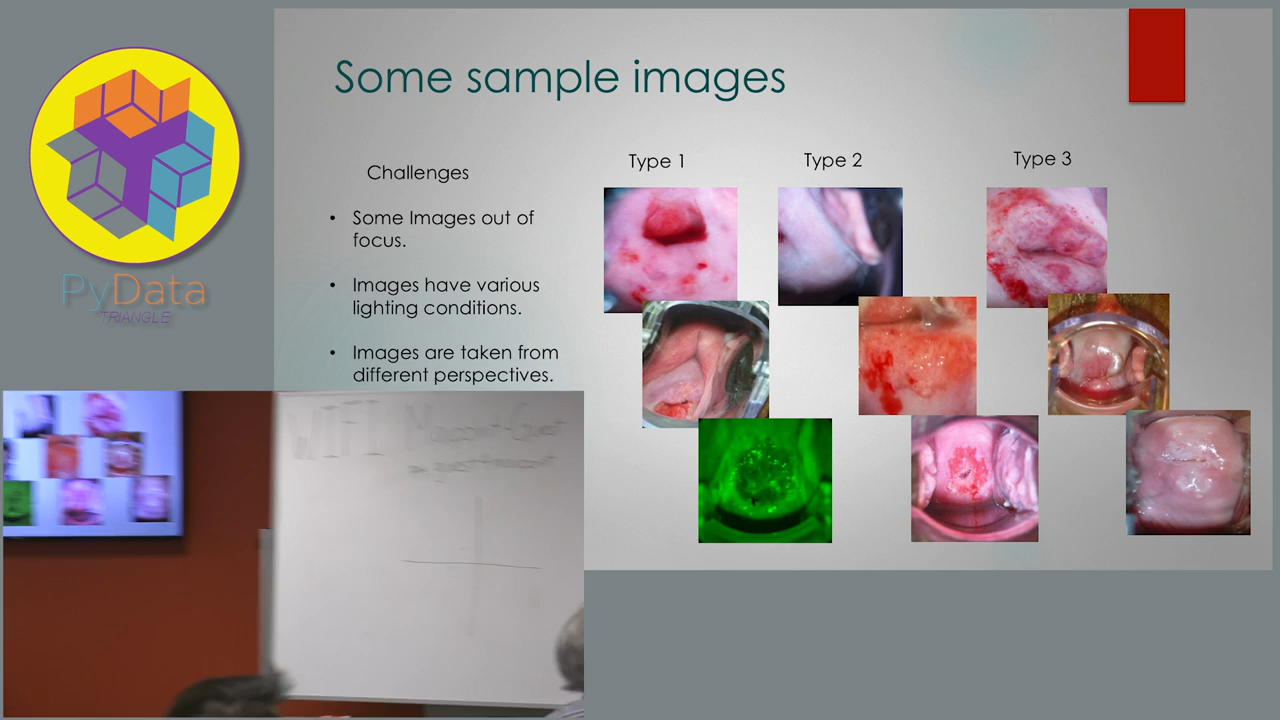 Some sample images
Challenges
• Some Images out of
focus.
• Images have various
lighting conditions.
• Images are taken from
different perspectives.
Type 1
Type 2
Type 3
PyData
TRIANGLE
WIFI